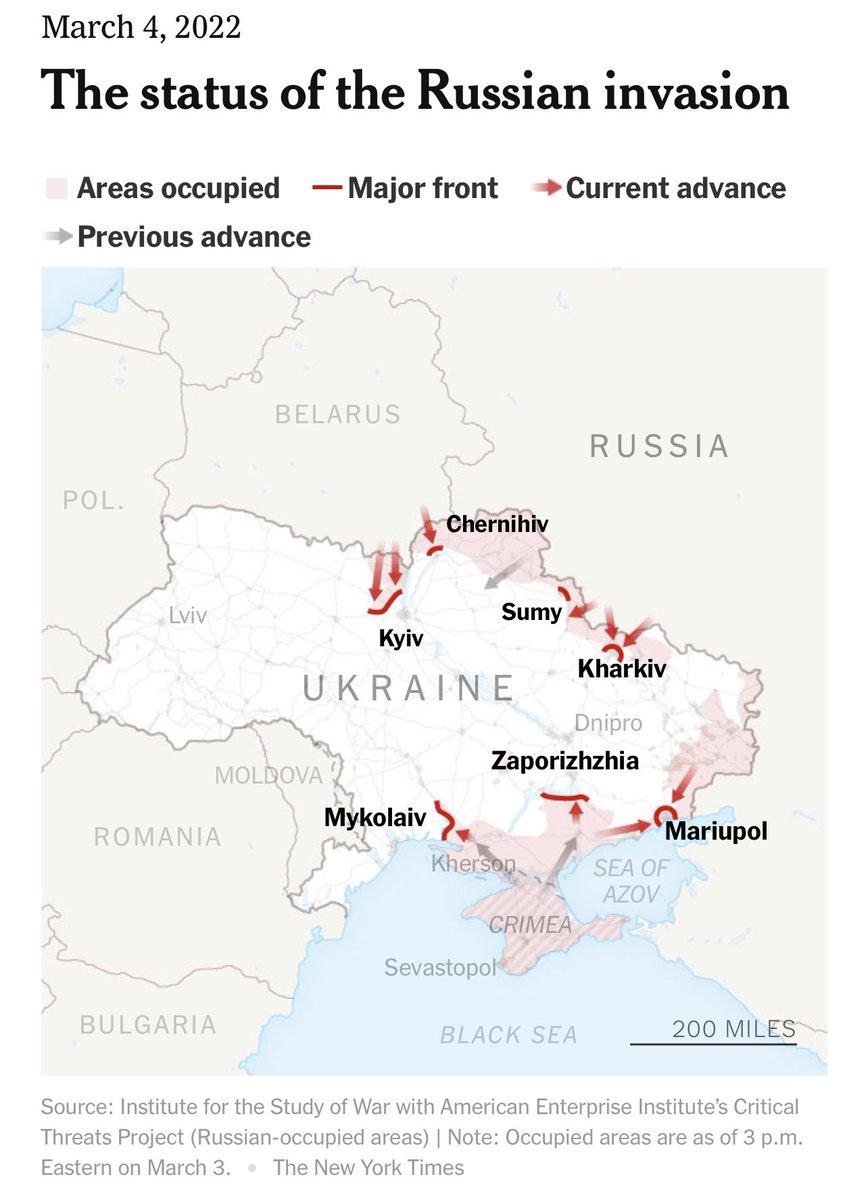 March 4, 2022
The status of the Russian invasion
Areas occupied
Major front
Current advance
Previous advance
BELARUS
RUSSIA
POL.
Chernihiv
Lviv
Sumy
Kyiv
Kharkiv
UKRAINE
Dnipro
Zaporizhzhia
MOLDOVA
Mykolaiv
Mariupol
ROMANIA
Kherson
SEA OF
AZOV
CRIMEA
Sevastopol
BULGARIA
BLACK SEA
200 MILES
Source: Institute for the Study of War with American Enterprise Institute’s Critical
Threats Project (Russian-occupied areas) | Note: Occupied areas are as of 3 p.m.
Eastern on March 3. • The New York Times